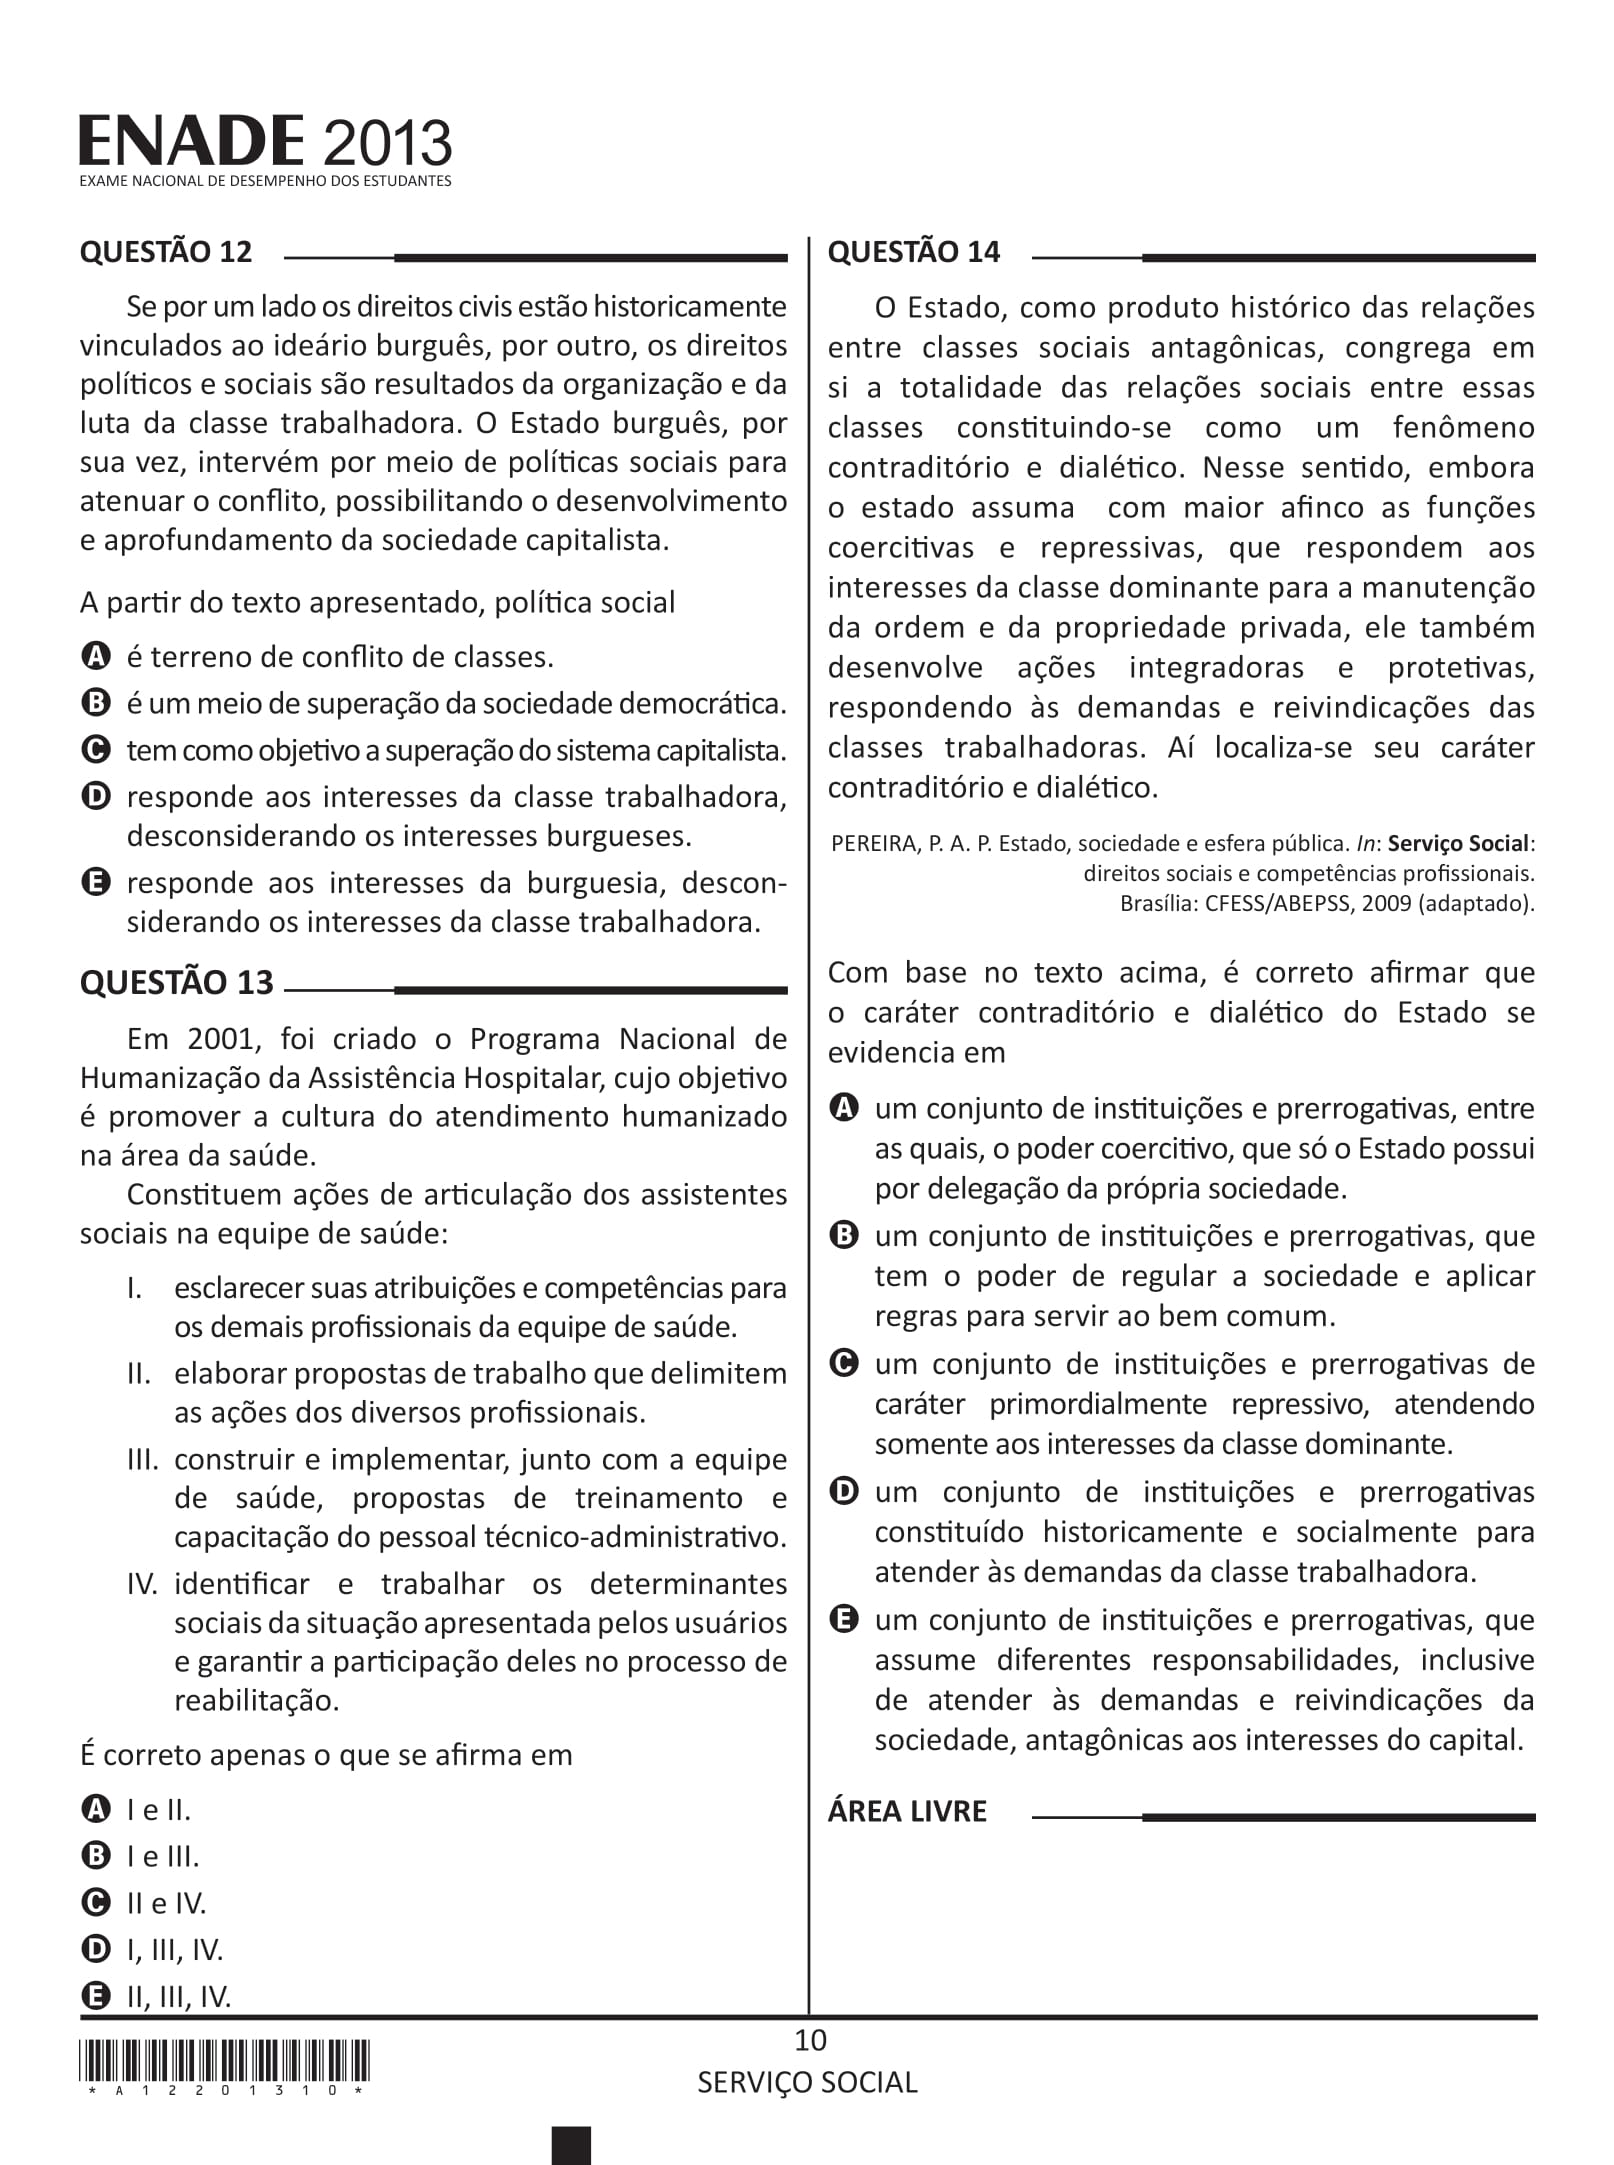 ENADE 2013
EXAME NACIONAL DE DESEMPENHO DOS ESTUDANTES
QUESTÃO 12
Se por um lado os direitos civis estão historicamente
vinculados ao ideário burguês, por outro, os direitos
políticos e sociais são resultados da organização e da
luta da classe trabalhadora. O Estado burguês, por
sua vez, intervém por meio de políticas sociais para
atenuar o conflito, possibilitando o desenvolvimento
e aprofundamento da sociedade capitalista.
A partir do texto apresentado, política social
A é terreno de conflito de classes.
B é um meio de superação da sociedade democrática.
C tem como objetivo a superação do sistema capitalista.
D responde aos interesses da classe trabalhadora,
desconsiderando os interesses burgueses.
E responde aos interesses da burguesia, descon-
siderando os interesses da classe trabalhadora.
QUESTÃO 13
Em 2001, foi criado o Programa Nacional de
Humanização da Assistência Hospitalar, cujo objetivo
é promover a cultura do atendimento humanizado
na área da saúde.
Constituem ações de articulação dos assistentes
sociais na equipe de saúde:
I. esclarecer suas atribuições e competências para
os demais profissionais da equipe de saúde.
II. elaborar propostas de trabalho que delimitem
as ações dos diversos profissionais.
III. construir e implementar, junto com a equipe
de saúde, propostas de treinamento e
capacitação do pessoal técnico-administrativo.
IV. identificar e trabalhar os determinantes
sociais da situação apresentada pelos usuários
e garantir a participação deles no processo de
reabilitação.
É correto apenas o que se afirma em
A I e II.
B I e III.
C II e IV.
D I, III, IV.
E II, III, IV.
QUESTÃO 14
O Estado, como produto histórico das relações
entre classes sociais antagônicas, congrega em
si a totalidade das relações sociais entre essas
classes constituindo-se como um fenômeno
contraditório e dialético. Nesse sentido, embora
o estado assuma com maior afinco as funções
coercitivas e repressivas, que respondem aos
interesses da classe dominante para a manutenção
da ordem e da propriedade privada, ele também
desenvolve ações integradoras e protetivas,
respondendo às demandas e reivindicações das
classes trabalhadoras. Aí localiza-se seu caráter
contraditório e dialético.
PEREIRA, P. A. P. Estado, sociedade e esfera pública. In: Serviço Social:
direitos sociais e competências profissionais.
Brasília: CFESS/ABEPSS, 2009 (adaptado).
Com base no texto acima, é correto afirmar que
o caráter contraditório e dialético do Estado se
evidencia em
A um conjunto de instituições e prerrogativas, entre
as quais, o poder coercitivo, que só o Estado possui
por delegação da própria sociedade.
B um conjunto de instituições e prerrogativas, que
tem o poder de regular a sociedade e aplicar
regras para servir ao bem comum.
C um conjunto de instituições e prerrogativas de
caráter primordialmente repressivo, atendendo
somente aos interesses da classe dominante.
D um conjunto de instituições e prerrogativas
constituído historicamente e socialmente para
atender às demandas da classe trabalhadora.
E um conjunto de instituições e prerrogativas, que
assume diferentes responsabilidades, inclusive
de atender às demandas e reivindicações da
sociedade, antagônicas aos interesses do capital.
ÁREA LIVRE
*A12201310*
10
SERVIÇO SOCIAL